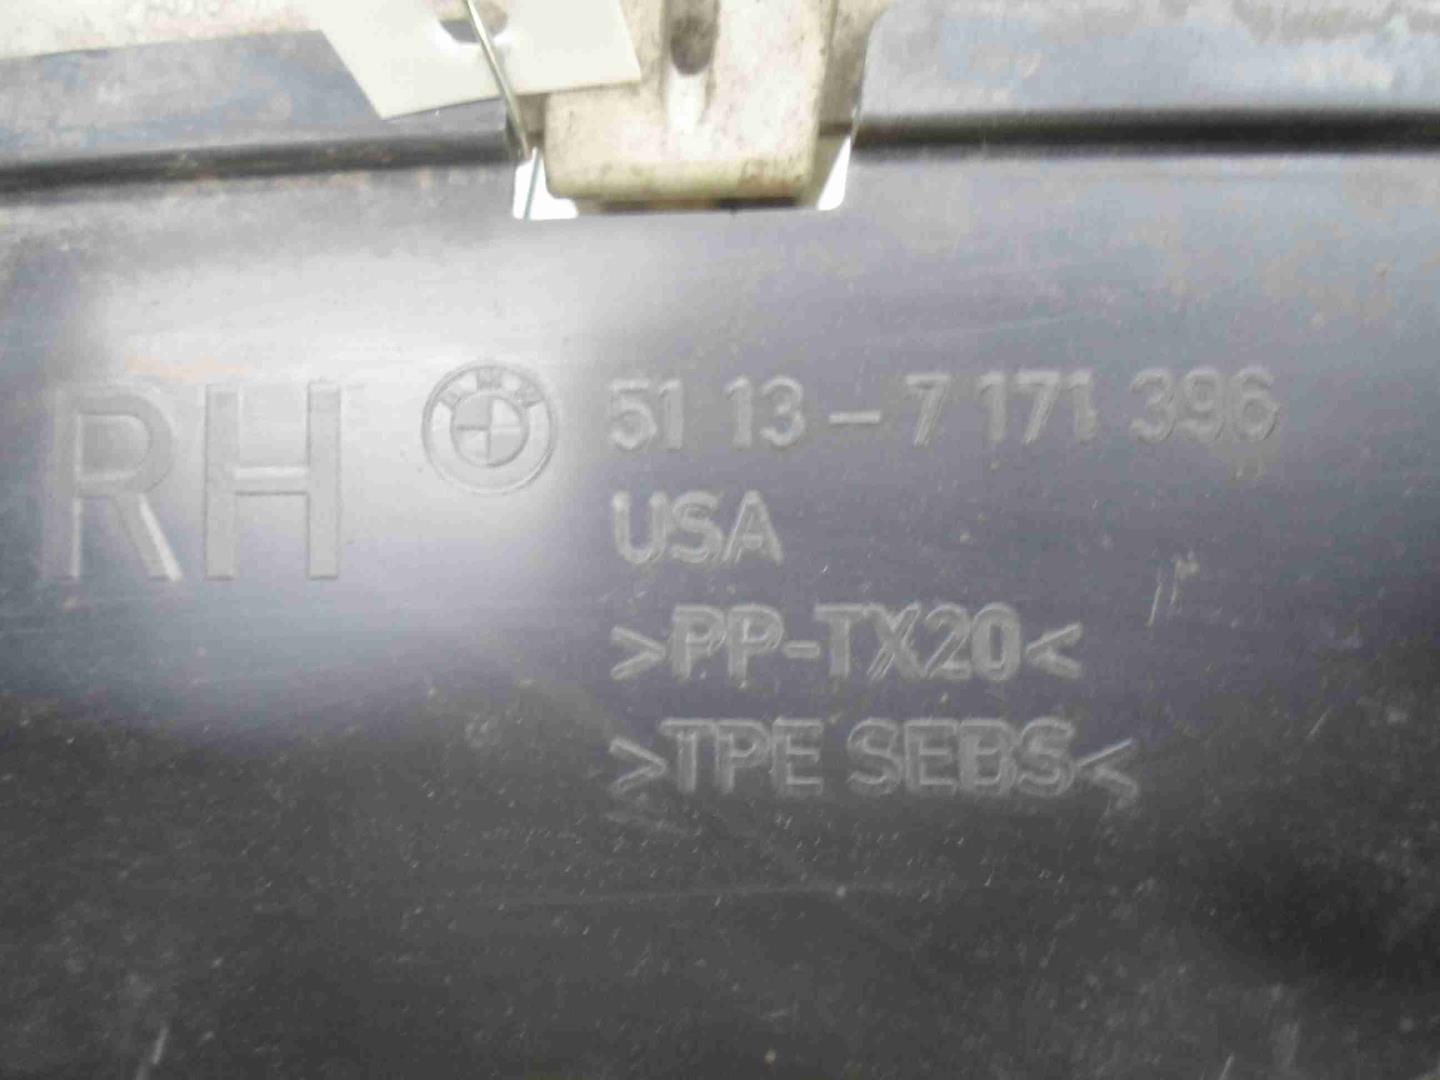 RH 51 13-7 171 396
USA
>PP-TX20<
>TPE SEBS<